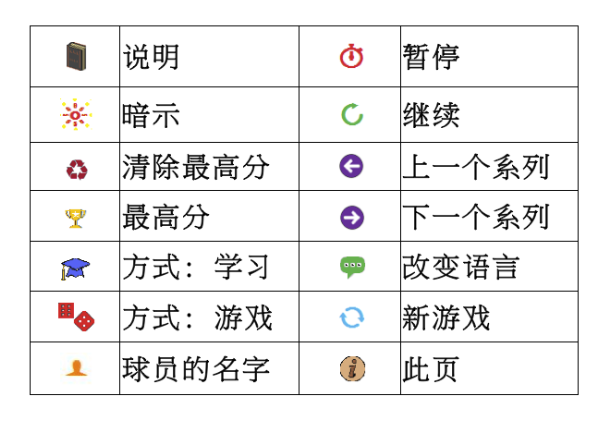 说明 暂停
暗示 继续
清除最高分 上一个系列
最高分 下一个系列
方式：学习 改变语言
方式：游戏 新游戏
球员的名字 此页